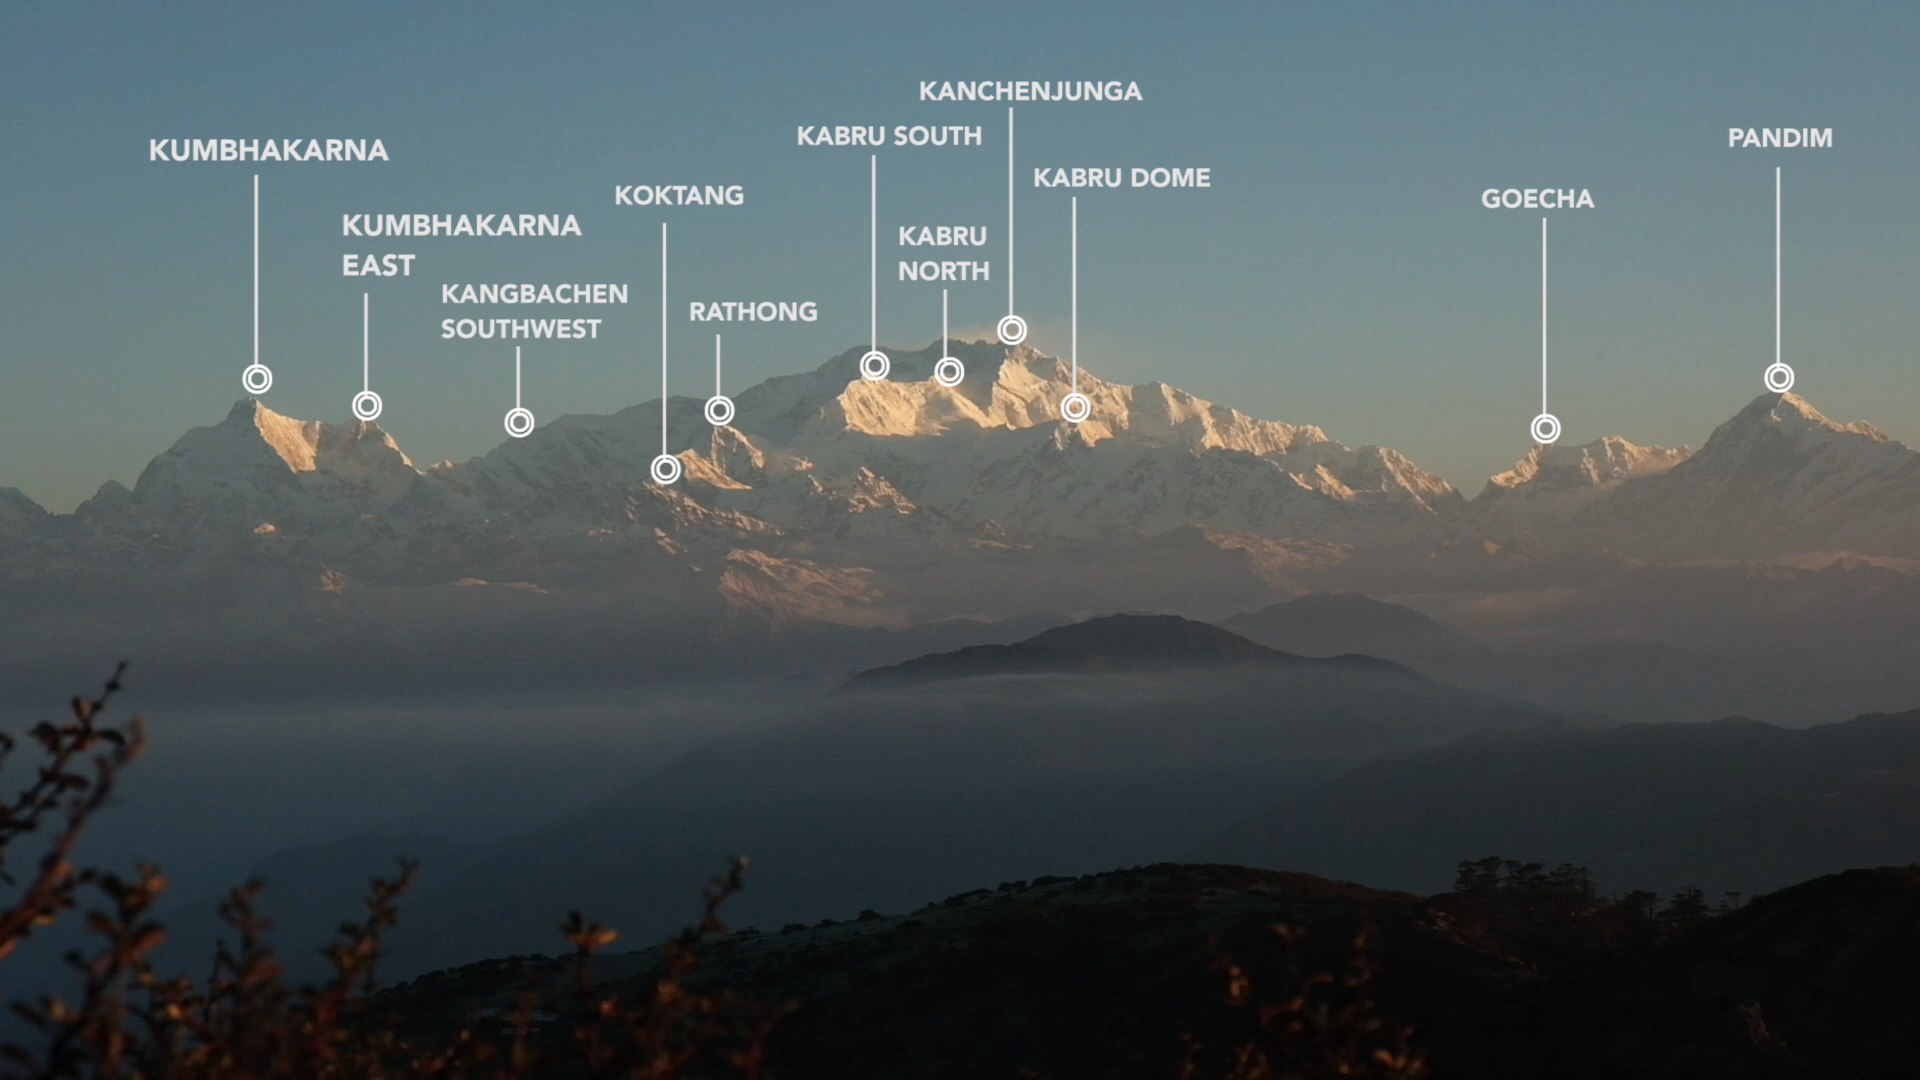 KUMBHAKARNA
KUMBHAKARNA
EAST
KANGBACHEN
SOUTHWEST
KOKTANG
RATHONG
KABRU SOUTH
KABRU
NORTH
KANCHENJUNGA
KABRU DOME
GOECHA
PANDIM